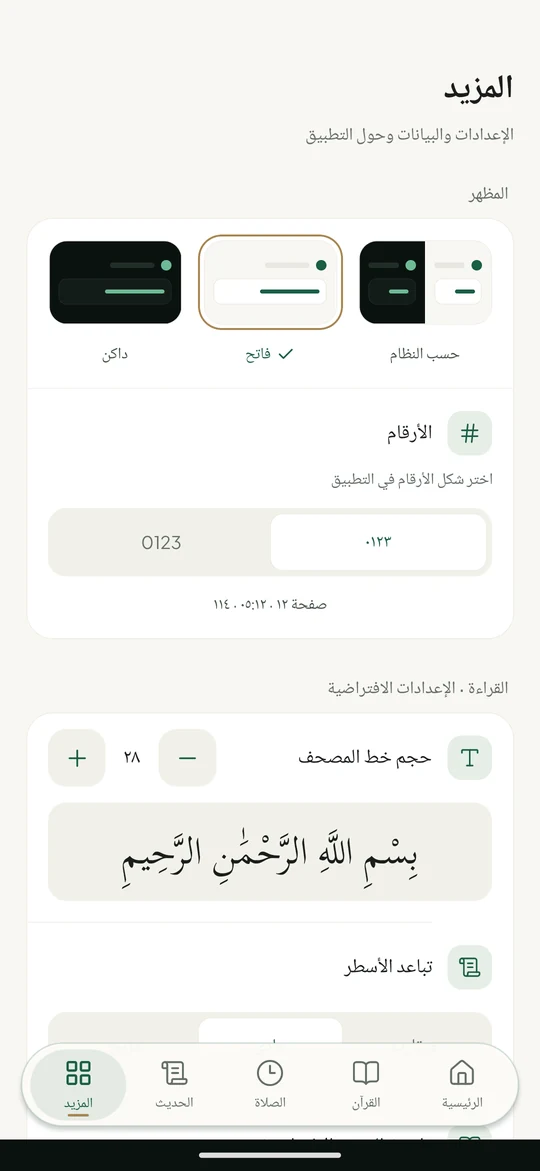 المزيد
الإعدادات والبيانات وحول التطبيق
المظهر
حسب النظام
فاتح
داكن
الأرقام
اختر شكل الأرقام في التطبيق
٠١٢٣
0123
صفحة ١٢ · ٠٥:١٢ · ١١٤
القراءة · الإعدادات الافتراضية
حجم خط المصحف
٢٨
بِسْمِ اللَّهِ الرَّحْمَٰنِ الرَّحِيمِ
تباعد الأسطر
الرئيسية
القرآن
الصلاة
الحديث
المزيد